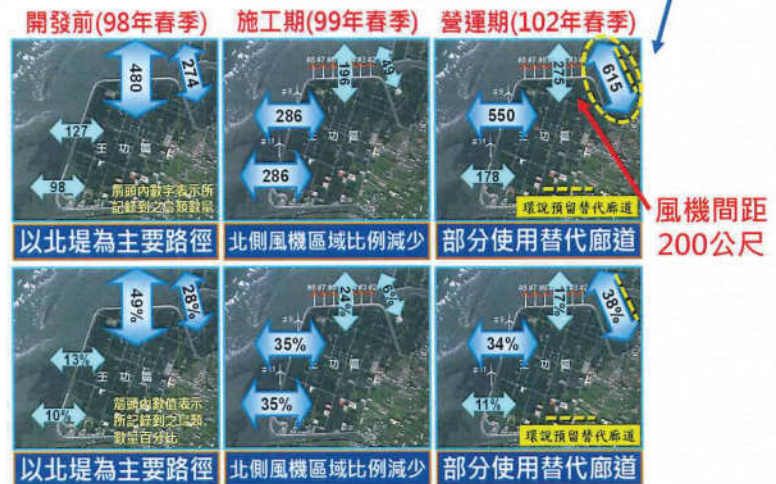 開發前(98年春季)
施工期(99年春季)
營運期(102年春季)
480
274
127
98
王功區
箭頭內數字表示所
記錄到之鳥類數量
196
49
286
286
275
615
550
178
環說預留替代廊道
以北堤為主要路徑
北側風機區域比例減少
部分使用替代廊道
風機間距
200公尺
49%
28%
13%
10%
王功區
箭頭內數值表示
所記錄到之鳥類
數量百分比
24%
6%
35%
35%
17%
38%
34%
11%
環說預留替代廊道
以北堤為主要路徑
北側風機區域比例減少
部分使用替代廊道